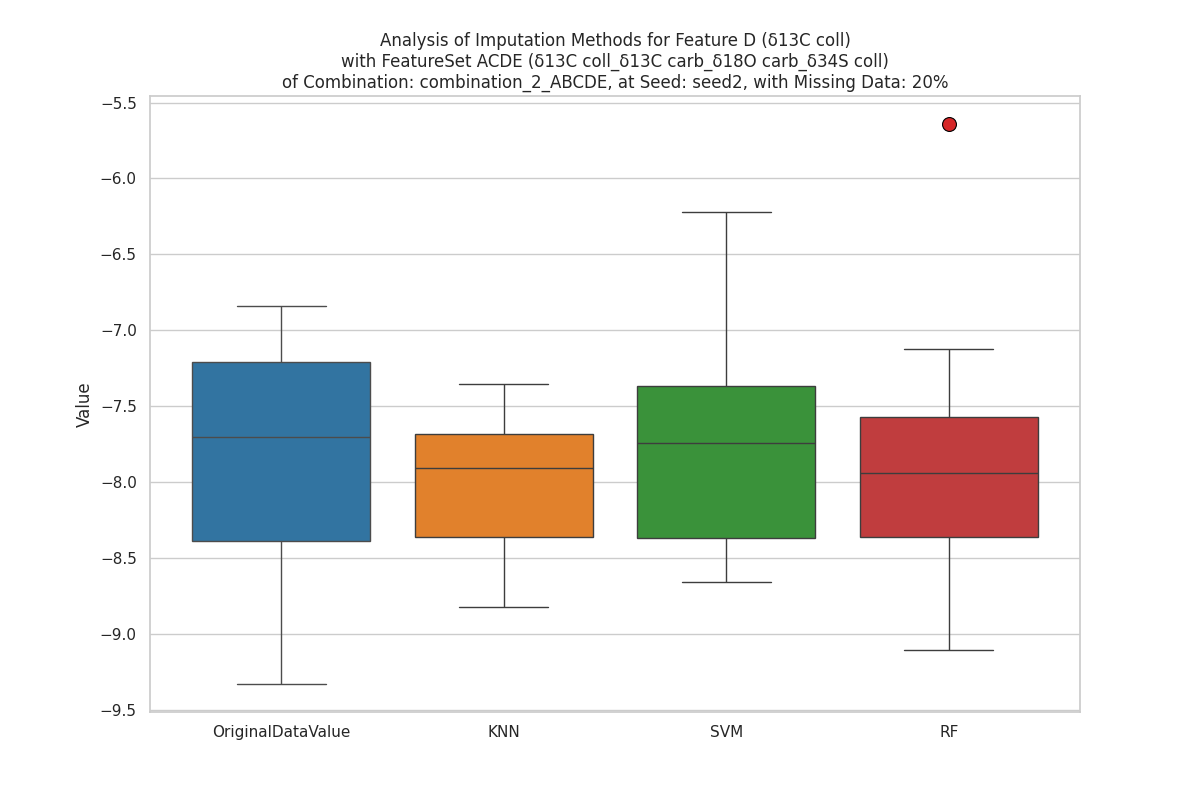 Analysis of Imputation Methods for Feature D (δ13C coll)
with FeatureSet ACDE (δ13C coll_δ13C carb_δ18O carb_δ34S coll)
of Combination: combination_2_ABCDE, at Seed: seed2, with Missing Data: 20%
−5.5
−6.0
−6.5
−7.0
−7.5
−8.0
−8.5
−9.0
−9.5
Value
OriginalDataValue
KNN
SVM
RF